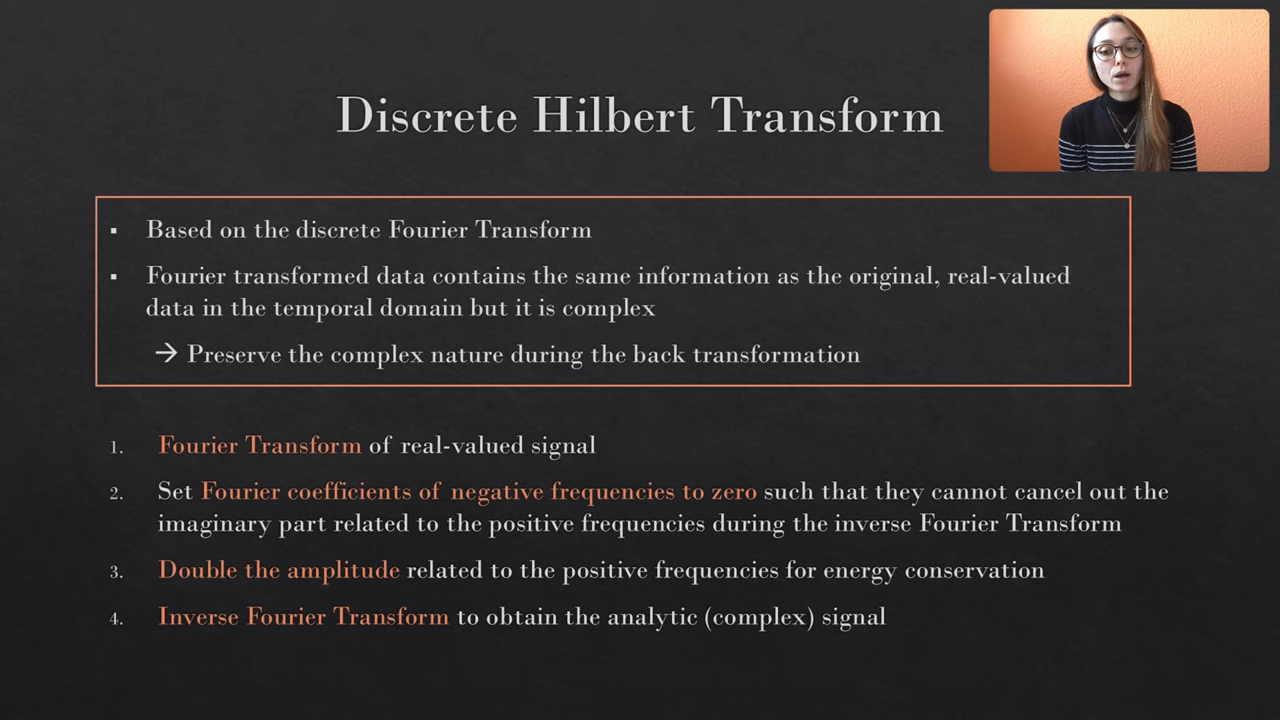 Discrete Hilbert Transform
▪ Based on the discrete Fourier Transform
▪ Fourier transformed data contains the same information as the original, real-valued
data in the temporal domain but it is complex
→ Preserve the complex nature during the back transformation
1. Fourier Transform of real-valued signal
2. Set Fourier coefficients of negative frequencies to zero such that they cannot cancel out the
imaginary part related to the positive frequencies during the inverse Fourier Transform
3. Double the amplitude related to the positive frequencies for energy conservation
4. Inverse Fourier Transform to obtain the analytic (complex) signal